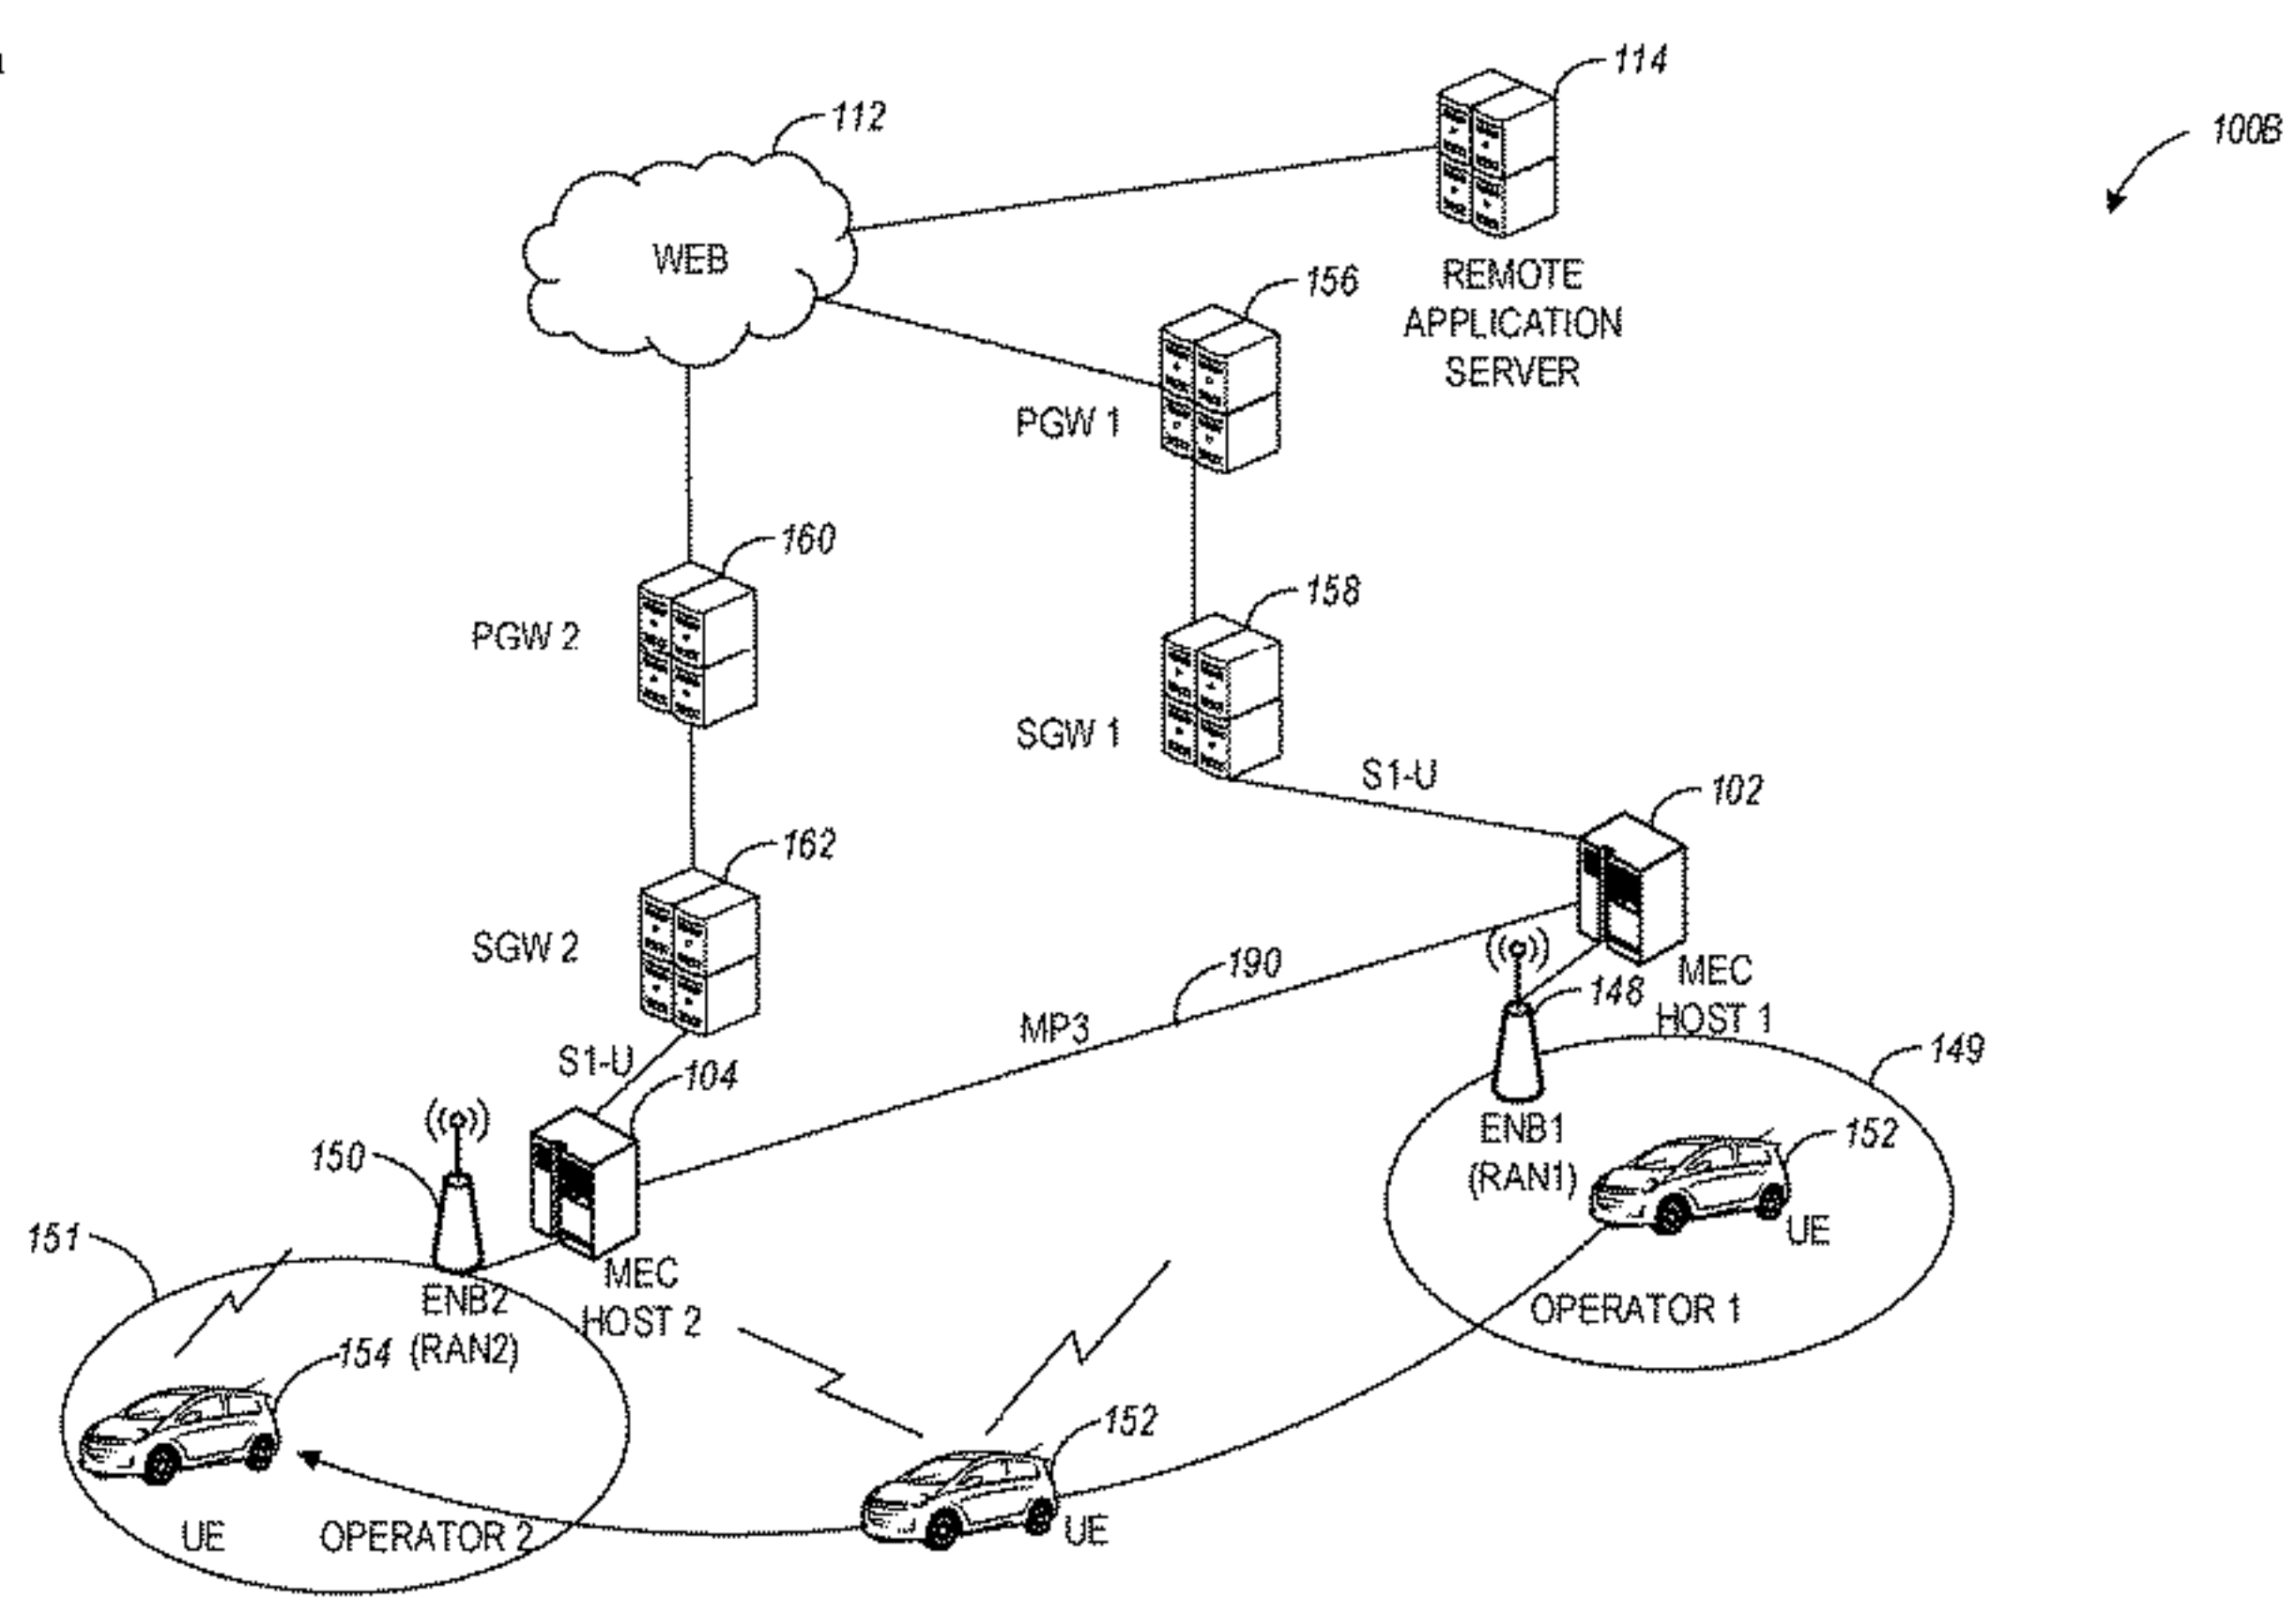 114
112
100B
WEB
REMOTE
APPLICATION
SERVER
156
PGW 1
160
PGW 2
158
SGW 1
S1-U
102
162
SGW 2
190
MP3
MEC
HOST 1
148
S1-U
104
149
150
ENB1
(RAN1)
152
UE
151
MEC
HOST 2
ENB2
(RAN2)
OPERATOR 1
154
152
UE
OPERATOR 2
UE